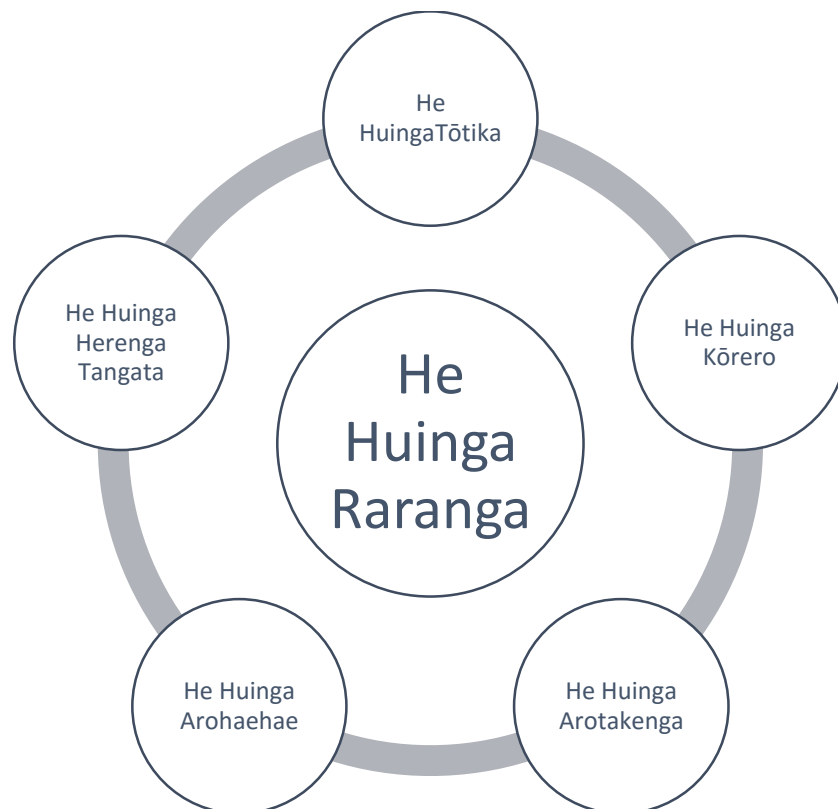 He
HuingaTōtika
He Huinga
Kōrero
He Huinga
Arotakenga
He Huinga
Arohaehae
He Huinga
Herenga
Tangata
He
Huinga
Raranga